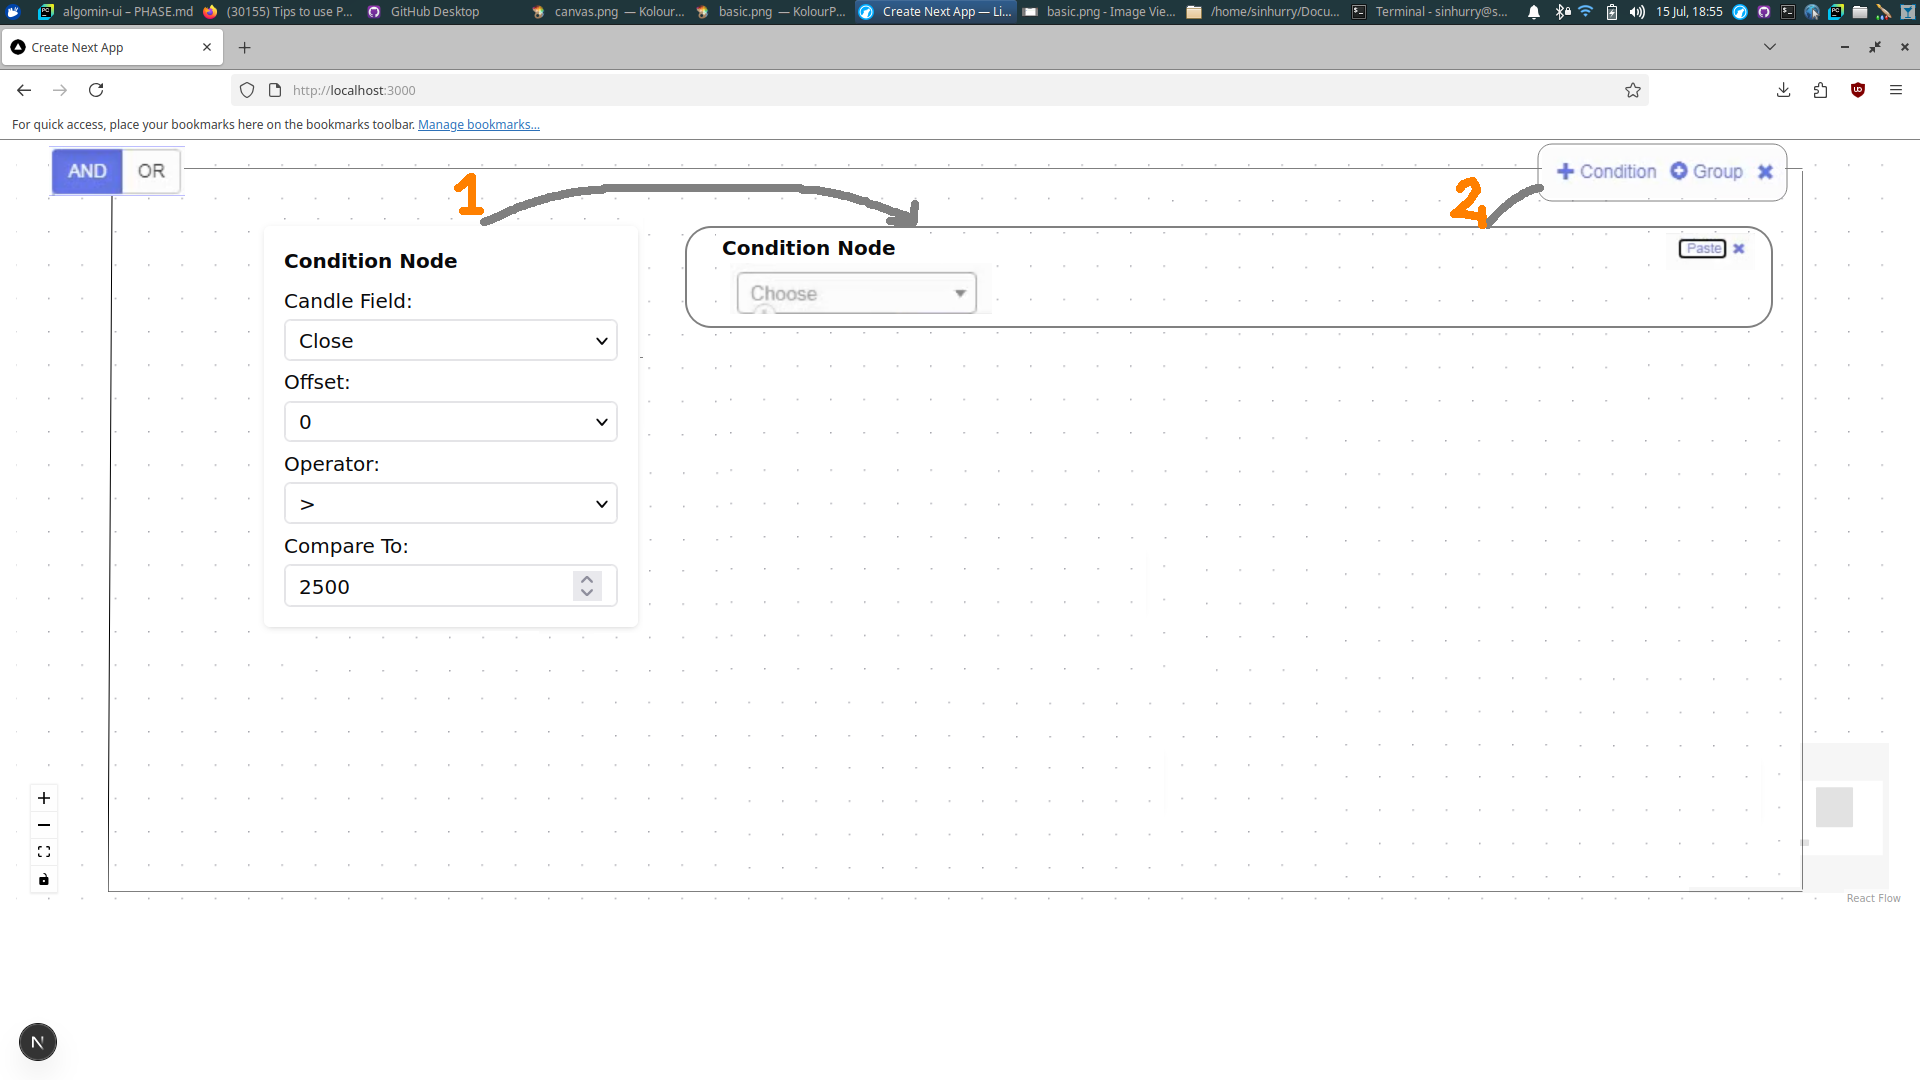 algomin-ui – PHASE.md
(30155) Tips to use P...
GitHub Desktop
canvas.png — Kolour...
basic.png — KolourP...
Create Next App — Li...
basic.png - Image Vie...
/home/sinhurry/Docu...
Terminal - sinhurry@s...
15 Jul, 18:55
Create Next App
http://localhost:3000
For quick access, place your bookmarks here on the bookmarks toolbar. Manage bookmarks...
AND OR
Condition Group
1
2
Condition Node
Candle Field:
Close
Offset:
0
Operator:
>
Compare To:
2500
Condition Node
Paste
Choose
React Flow
N